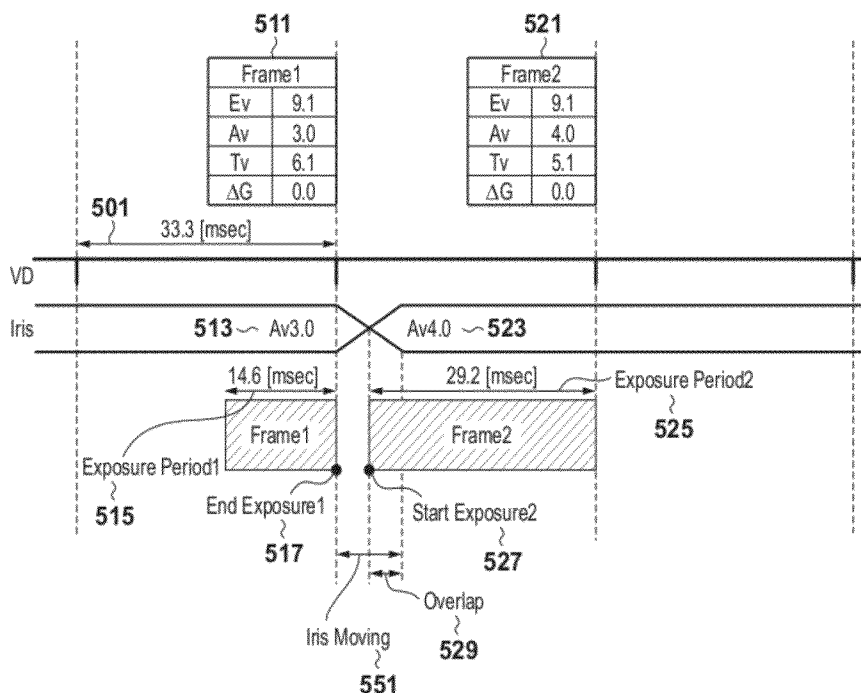 511
521
Frame1
Ev 9.1
Av 3.0
Tv 6.1
ΔG 0.0
Frame2
Ev 9.1
Av 4.0
Tv 5.1
ΔG 0.0
501
33.3 [msec]
VD
Iris
513 Av3.0
Av4.0 523
14.6 [msec]
29.2 [msec]
Exposure Period2
525
Frame1
Frame2
Exposure Period1
515
End Exposure1
517
Start Exposure2
527
Overlap
529
Iris Moving
551